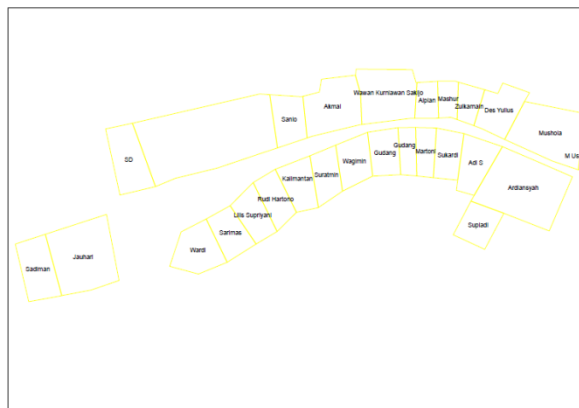 Wawan Kurniawan Sakijo
Akmal
Alpian
Mashur
Zulkarnain
Des Yulius
Sanio
Mushola
M Us
SD
Gudang
Gudang
Martoni
Sukardi
Wagimin
Adi S
Suratmin
Kalimantan
Ardiansyah
Rudi Hartono
Lilis Supriyani
Supiadi
Sarimas
Wardi
Jauhari
Sadiman